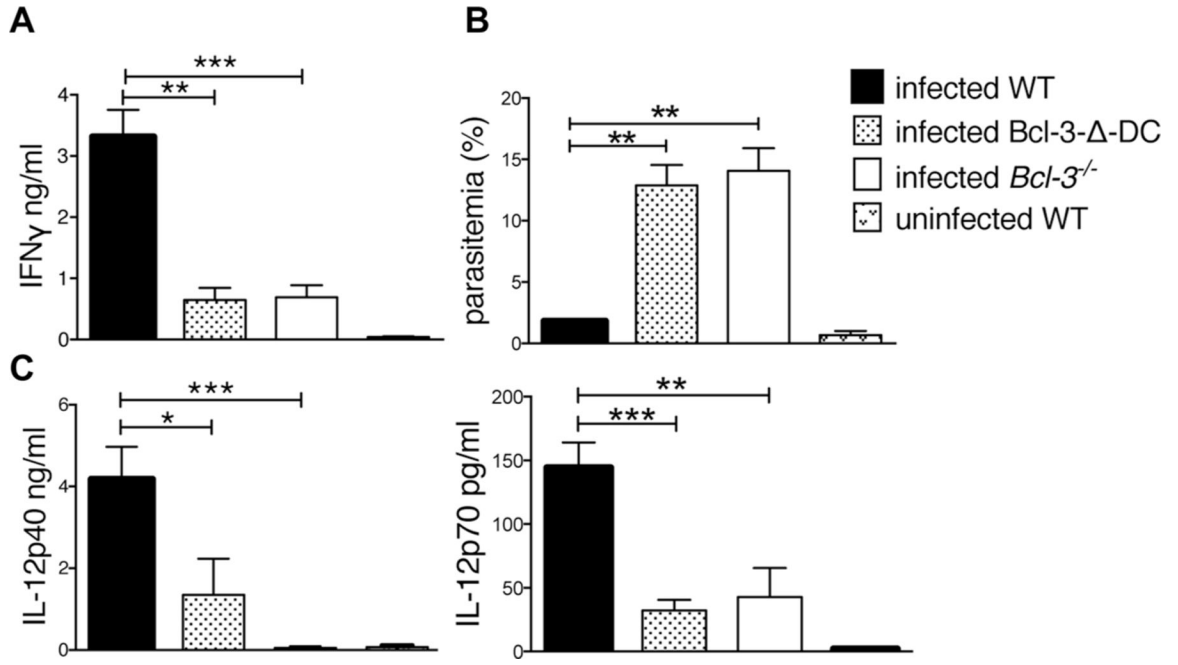 A
IFNγ ng/ml
4
3
2
1
0
***
**
B
parasitemia (%)
20
15
10
5
0
**
**
infected WT
infected Bcl-3-Δ-DC
infected Bcl-3-/-
uninfected WT
C
IL-12p40 ng/ml
6
4
2
0
***
*
IL-12p70 pg/ml
200
150
100
50
0
**
***